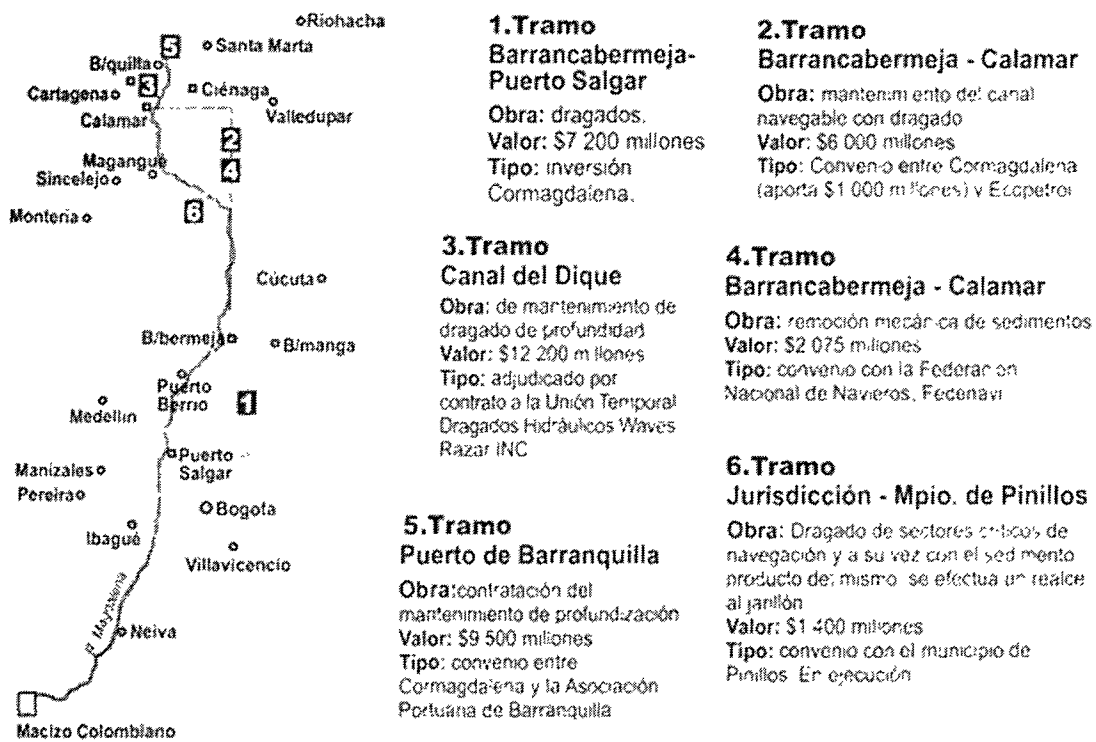 Riohacha
5
Santa Marta
B/quilla
3
Ciénaga
Cartagena
Calamar
Valledupar
2
Magangué
4
Sincelejo
6
Montería
Cúcuta
B/bermeja
B/manga
Puerto
Berrio
1
Medellín
Puerto
Salgar
Manizales
Pereira
Bogota
Ibagué
Villavicencio
R Magdalena
Neiva
Macizo Colombiano
1.Tramo
Barrancabermeja-
Puerto Salgar
Obra: dragados.
Valor: $7 200 millones
Tipo: inversión
Cormagdalena.
2.Tramo
Barrancabermeja - Calamar
Obra: mantenimiento del canal
navegable con dragado
Valor: $6 000 millones
Tipo: Convenio entre Cormagdalena
(aporta $1 000 millones) y Ecopetrol
3.Tramo
Canal del Dique
Obra: de mantenimiento de
dragado de profundidad
Valor: $12 200 millones
Tipo: adjudicado por
contrato a la Unión Temporal
Dragados Hidráulicos Waves
Razar INC
4.Tramo
Barrancabermeja - Calamar
Obra: remoción mecánica de sedimentos
Valor: $2 075 millones
Tipo: convenio con la Federación
Nacional de Navieros, Fedenavi
5.Tramo
Puerto de Barranquilla
Obra:contratación del
mantenimiento de profundización
Valor: $9 500 millones
Tipo: convenio entre
Cormagdalena y la Asociación
Portuaria de Barranquilla
6.Tramo
Jurisdicción - Mpio. de Pinillos
Obra: Dragado de sectores criticos de
navegación y a su vez con el sedimento
producto del mismo se efectua un realce
al jarillón
Valor: $1 400 millones
Tipo: convenio con el municipio de
Pinillos En ejecución